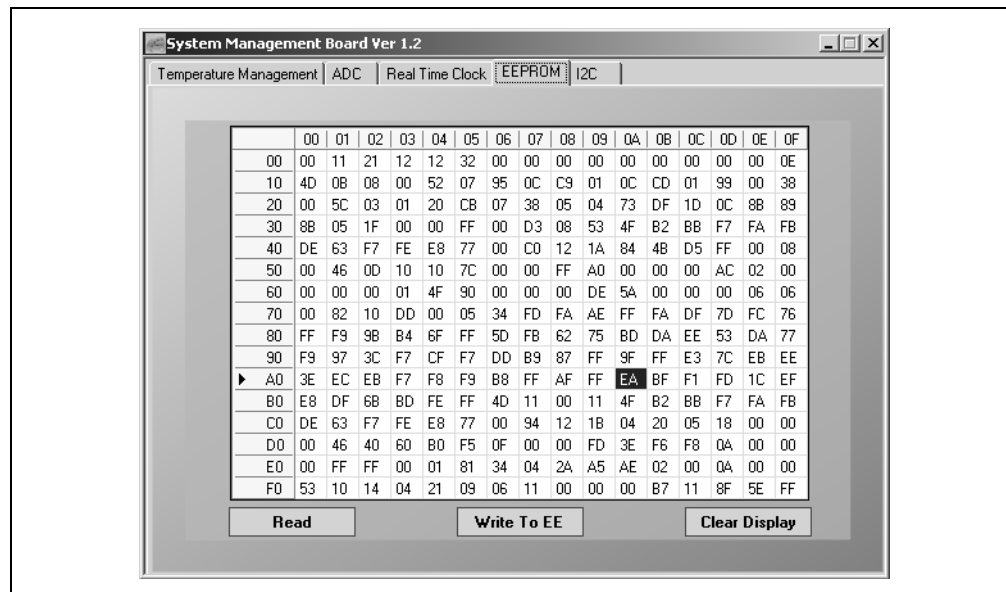 System Management Board Ver 1.2
Temperature Management ADC Real Time Clock EEPROM I2C
00 01 02 03 04 05 06 07 08 09 0A 0B 0C 0D 0E 0F
00 00 11 21 12 12 32 00 00 00 00 00 00 00 00 00 0E
10 4D 0B 08 00 52 07 95 0C C9 01 0C CD 01 99 00 38
20 00 5C 03 01 20 CB 07 38 05 04 73 DF 1D 0C 8B 89
30 8B 05 1F 00 00 FF 00 D3 08 53 4F B2 BB F7 FA FB
40 DE 63 F7 FE E8 77 00 C0 12 1A 84 4B D5 FF 00 08
50 00 46 0D 10 10 7C 00 00 FF A0 00 00 00 AC 02 00
60 00 00 00 01 4F 90 00 00 00 DE 5A 00 00 00 06 06
70 00 82 10 DD 00 05 34 FD FA AE FF FA DF 7D FC 76
80 FF F9 9B B4 6F FF 5D FB 62 75 BD DA EE 53 DA 77
90 F9 97 3C F7 CF F7 DD B9 87 FF 9F FF E3 7C EB EE
A0 3E EC EB F7 F8 F9 B8 FF AF FF EA BF F1 FD 1C EF
B0 E8 DF 6B BD FE FF 4D 11 00 11 4F B2 BB F7 FA FB
C0 DE 63 F7 FE E8 77 00 94 12 1B 04 20 05 18 00 00
D0 00 46 40 60 B0 F5 0F 00 00 FD 3E F6 F8 0A 00 00
E0 00 FF FF 00 01 81 34 04 2A A5 AE 02 00 0A 00 00
F0 53 10 14 04 21 09 06 11 00 00 00 B7 11 8F 5E FF
Read Write To EE Clear Display